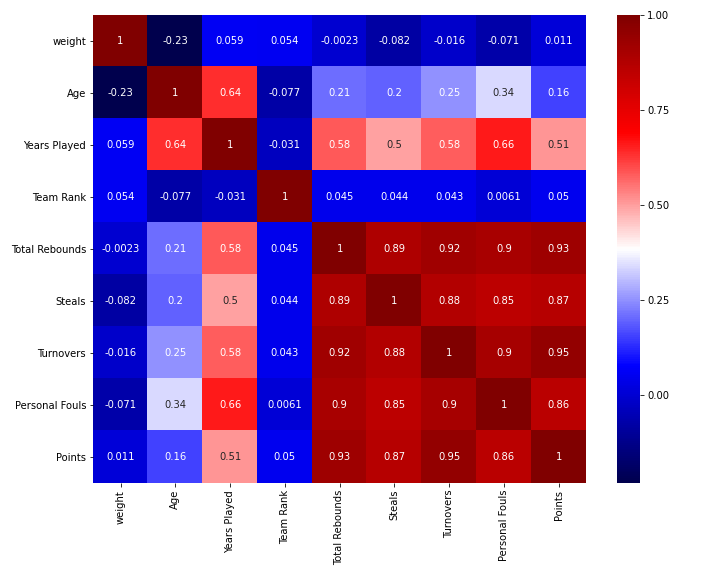 weight 1 -0.23 0.059 0.054 -0.0023 -0.082 -0.016 -0.071 0.011
Age -0.23 1 0.64 -0.077 0.21 0.2 0.25 0.34 0.16
Years Played 0.059 0.64 1 -0.031 0.58 0.5 0.58 0.66 0.51
Team Rank 0.054 -0.077 -0.031 1 0.045 0.044 0.043 0.0061 0.05
Total Rebounds -0.0023 0.21 0.58 0.045 1 0.89 0.92 0.9 0.93
Steals -0.082 0.2 0.5 0.044 0.89 1 0.88 0.85 0.87
Turnovers -0.016 0.25 0.58 0.043 0.92 0.88 1 0.9 0.95
Personal Fouls -0.071 0.34 0.66 0.0061 0.9 0.85 0.9 1 0.86
Points 0.011 0.16 0.51 0.05 0.93 0.87 0.95 0.86 1
weight Age Years Played Team Rank Total Rebounds Steals Turnovers Personal Fouls Points
1.00
0.75
0.50
0.25
0.00